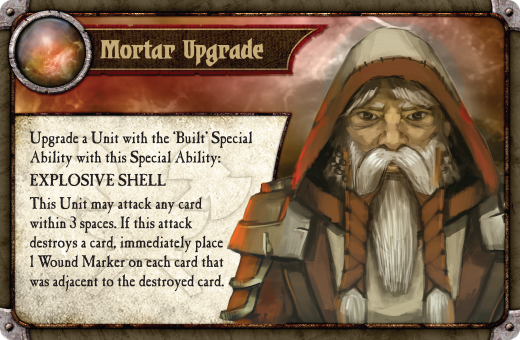 Mortar Upgrade
Upgrade a Unit with the 'Built' Special
Ability with this Special Ability:
EXPLOSIVE SHELL
This Unit may attack any card
within 3 spaces. If this attack
destroys a card, immediately place
1 Wound Marker on each card that
was adjacent to the destroyed card.